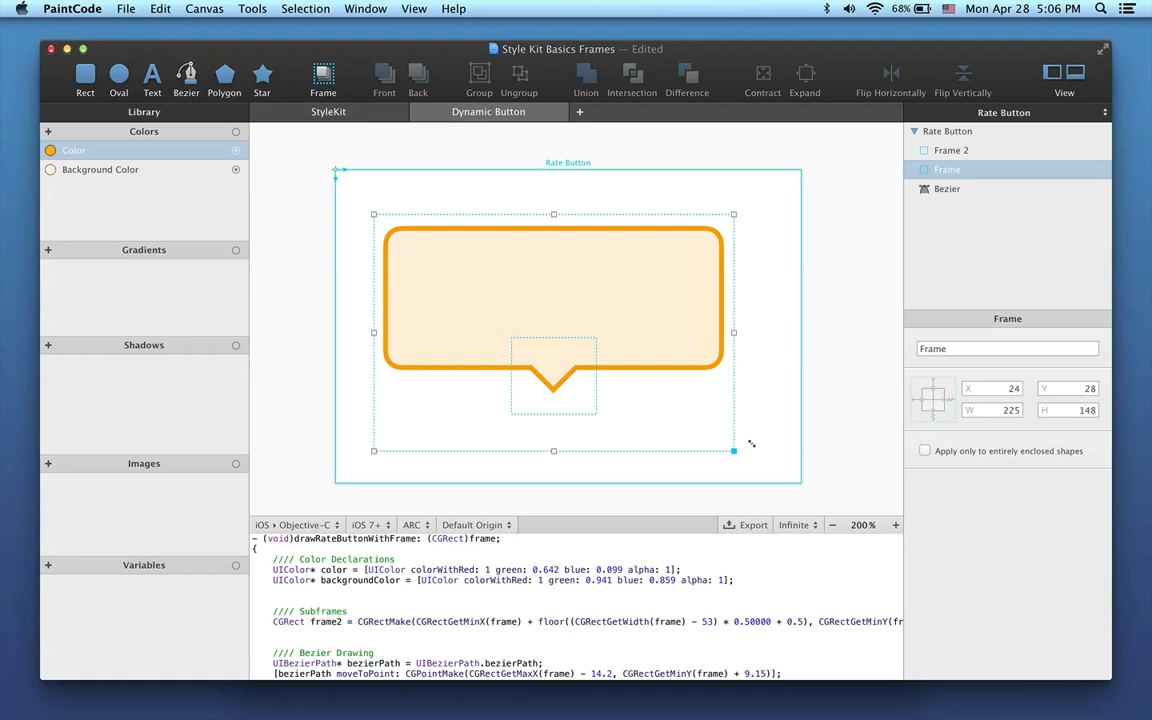 PaintCode File Edit Canvas Tools Selection Window View Help 68% Mon Apr 28 5:06 PM
Style Kit Basics Frames — Edited
Rect Oval Text Bezier Polygon Star Frame Front Back Group Ungroup Union Intersection Difference Contract Expand Flip Horizontally Flip Vertically View
Library StyleKit Dynamic Button + Rate Button
+ Colors
Color
Background Color
+ Gradients
+ Shadows
+ Images
+ Variables
Rate Button
Rate Button
Frame 2
Frame
Bezier
Frame
Frame
X 24 Y 28
W 225 H 148
Apply only to entirely enclosed shapes
iOS ▸ Objective-C iOS 7+ ARC Default Origin Export Infinite − 200% +
- (void)drawRateButtonWithFrame: (CGRect)frame;
{
//// Color Declarations
UIColor* color = [UIColor colorWithRed: 1 green: 0.642 blue: 0.099 alpha: 1];
UIColor* backgroundColor = [UIColor colorWithRed: 1 green: 0.941 blue: 0.859 alpha: 1];
//// Subframes
CGRect frame2 = CGRectMake(CGRectGetMinX(frame) + floor((CGRectGetWidth(frame) - 53) * 0.50000 + 0.5), CGRectGetMinY(fr
//// Bezier Drawing
UIBezierPath* bezierPath = UIBezierPath.bezierPath;
[bezierPath moveToPoint: CGPointMake(CGRectGetMaxX(frame) - 14.2, CGRectGetMinY(frame) + 9.15)];